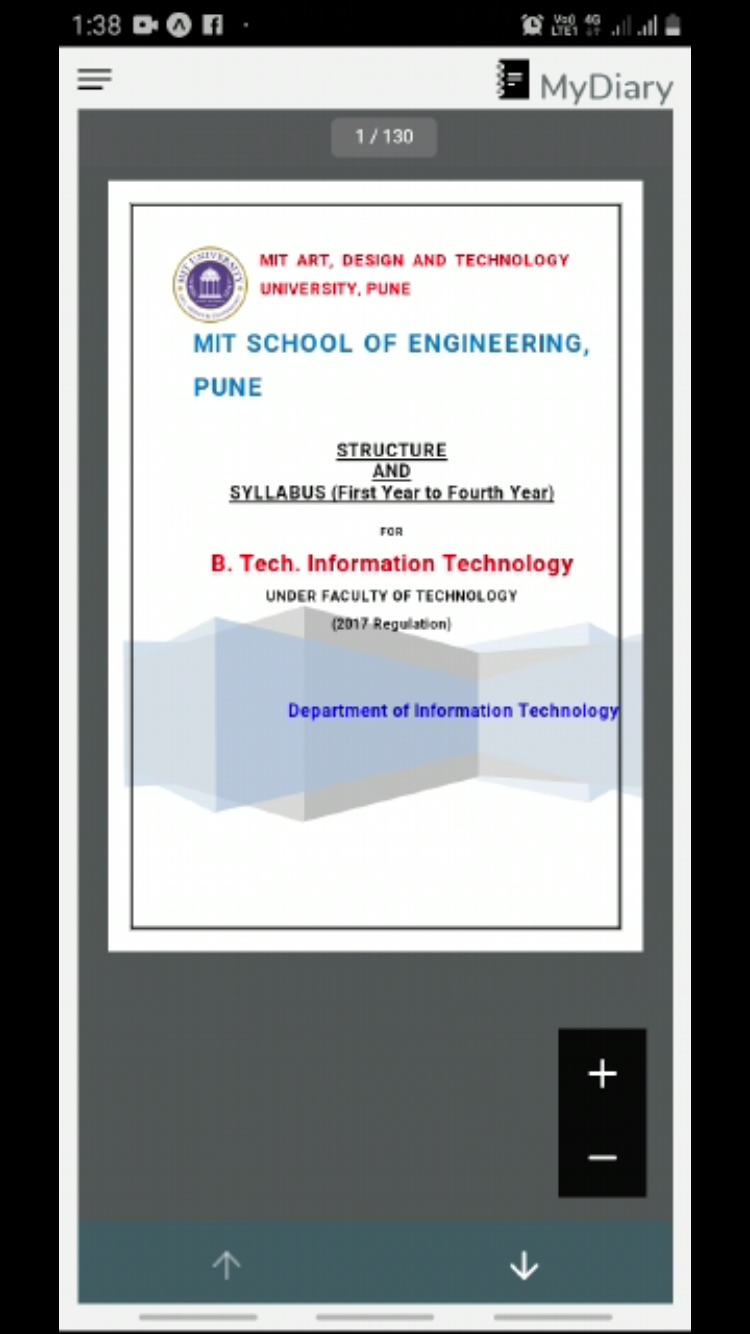 1:38
Vo))
LTE1
4G
MyDiary
1 / 130
MIT UNIVERSITY
MIT ART, DESIGN AND TECHNOLOGY
UNIVERSITY, PUNE
MIT SCHOOL OF ENGINEERING,
PUNE
STRUCTURE
AND
SYLLABUS (First Year to Fourth Year)
FOR
B. Tech. Information Technology
UNDER FACULTY OF TECHNOLOGY
(2017 Regulation)
Department of Information Technology